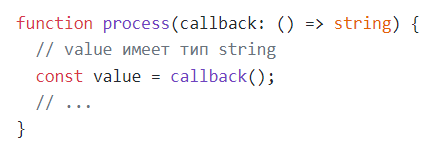 function process(callback: () => string) {
  // value имеет тип string
  const value = callback();
  // ...
}